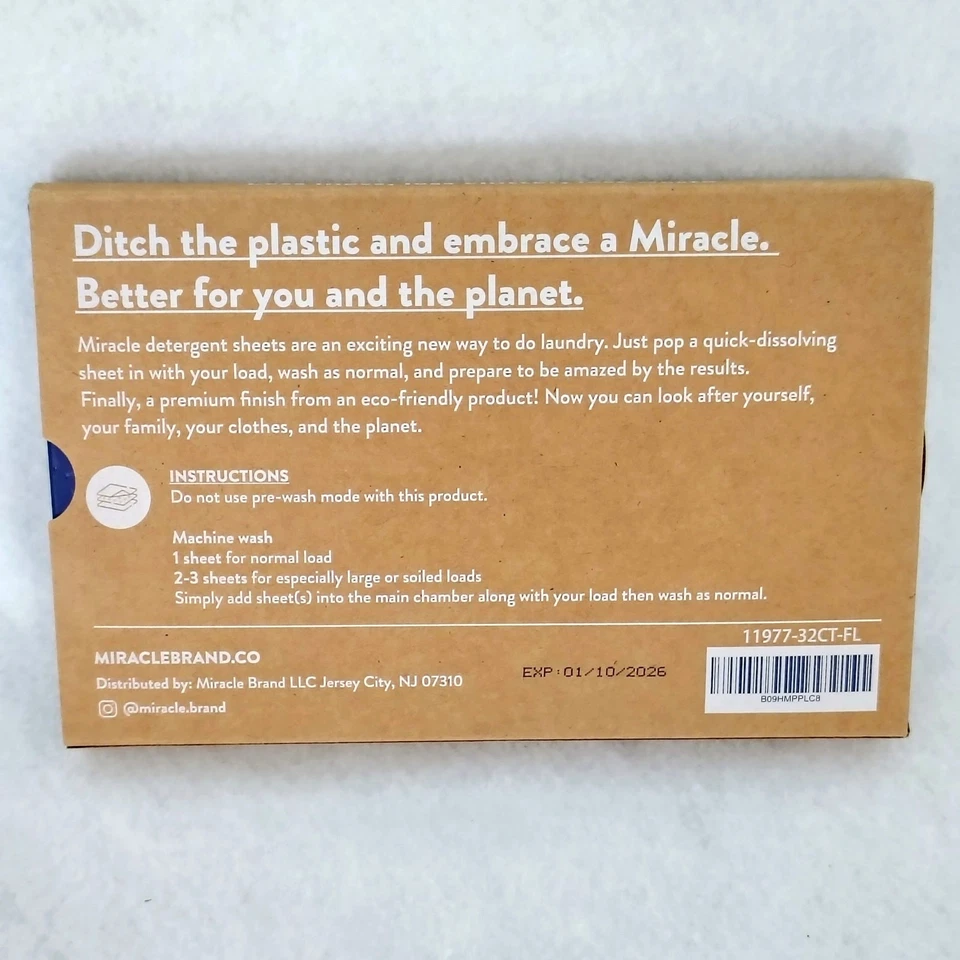 Ditch the plastic and embrace a Miracle.
Better for you and the planet.
Miracle detergent sheets are an exciting new way to do laundry. Just pop a quick-dissolving
sheet in with your load, wash as normal, and prepare to be amazed by the results.
Finally, a premium finish from an eco-friendly product! Now you can look after yourself,
your family, your clothes, and the planet.
INSTRUCTIONS
Do not use pre-wash mode with this product.
Machine wash
1 sheet for normal load
2-3 sheets for especially large or soiled loads
Simply add sheet(s) into the main chamber along with your load then wash as normal.
11977-32CT-FL
MIRACLEBRAND.CO
Distributed by: Miracle Brand LLC Jersey City, NJ 07310
@miracle.brand
EXP:01/10/2026
B09HMPPLC8